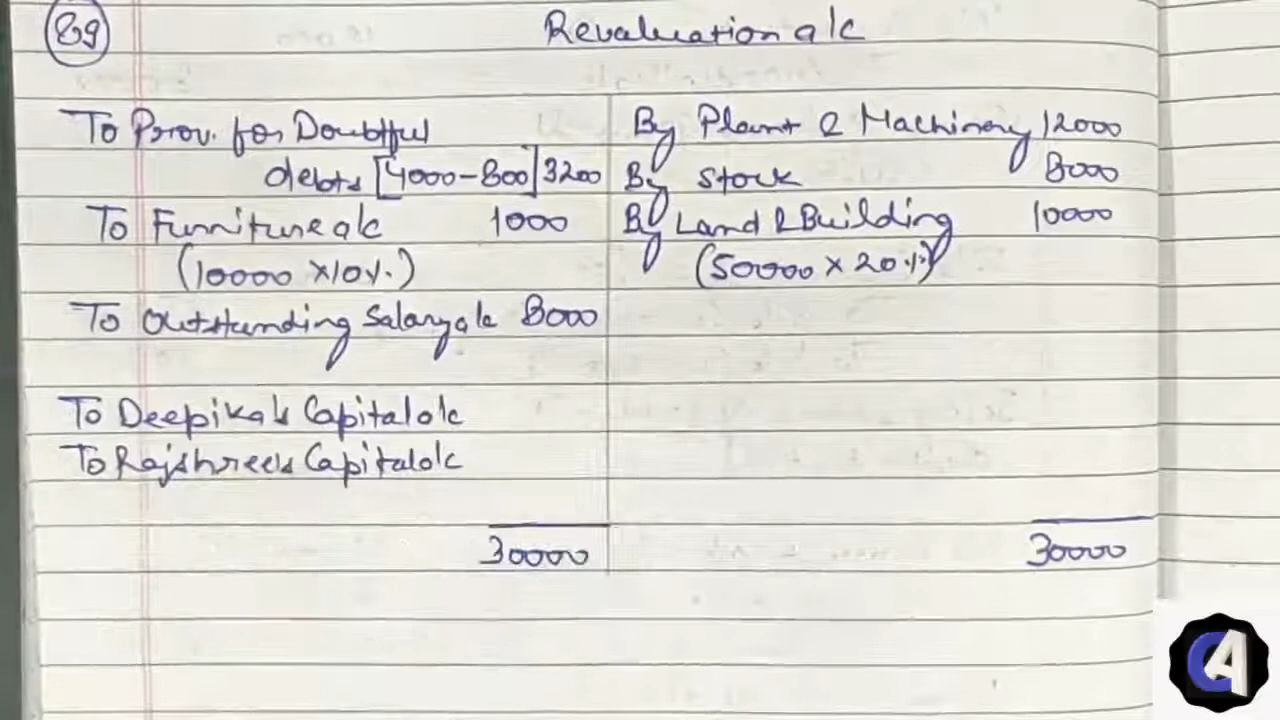 89
Revaluation a/c
To Prov. for Doubtful
debts [4000-800] 3200
To Furniture a/c 1000
(10000 x10%.)
To Outstanding Salary a/c 8000
To Deepika's Capital a/c
To Rajshree's Capital a/c
30000
By Plant & Machinery 12000
By Stock 8000
By Land & Building 10000
(50000 x 20%)
30000
CA